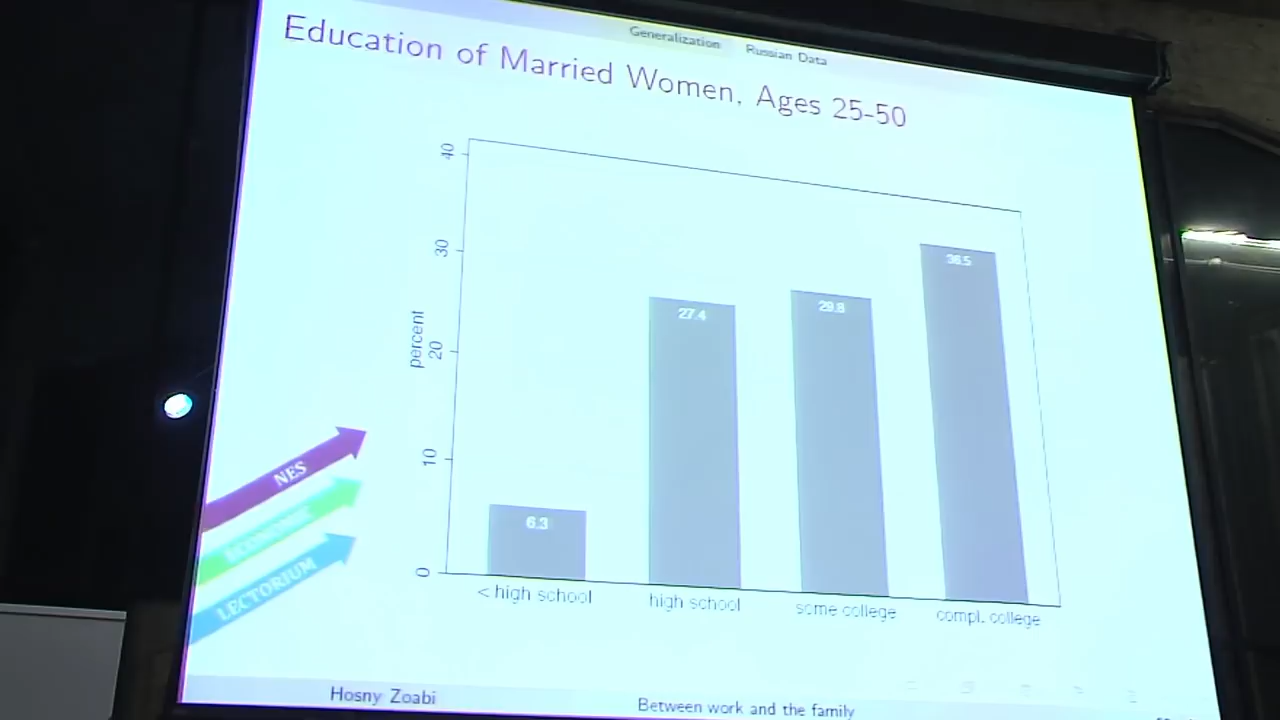 Generalization Russian Data
Education of Married Women, Ages 25-50
40
30
20
10
0
percent
6.3
27.4
29.8
36.5
< high school
high school
some college
compl. college
NES
ECONOMIC
LECTORIUM
Hosny Zoabi
Between work and the family